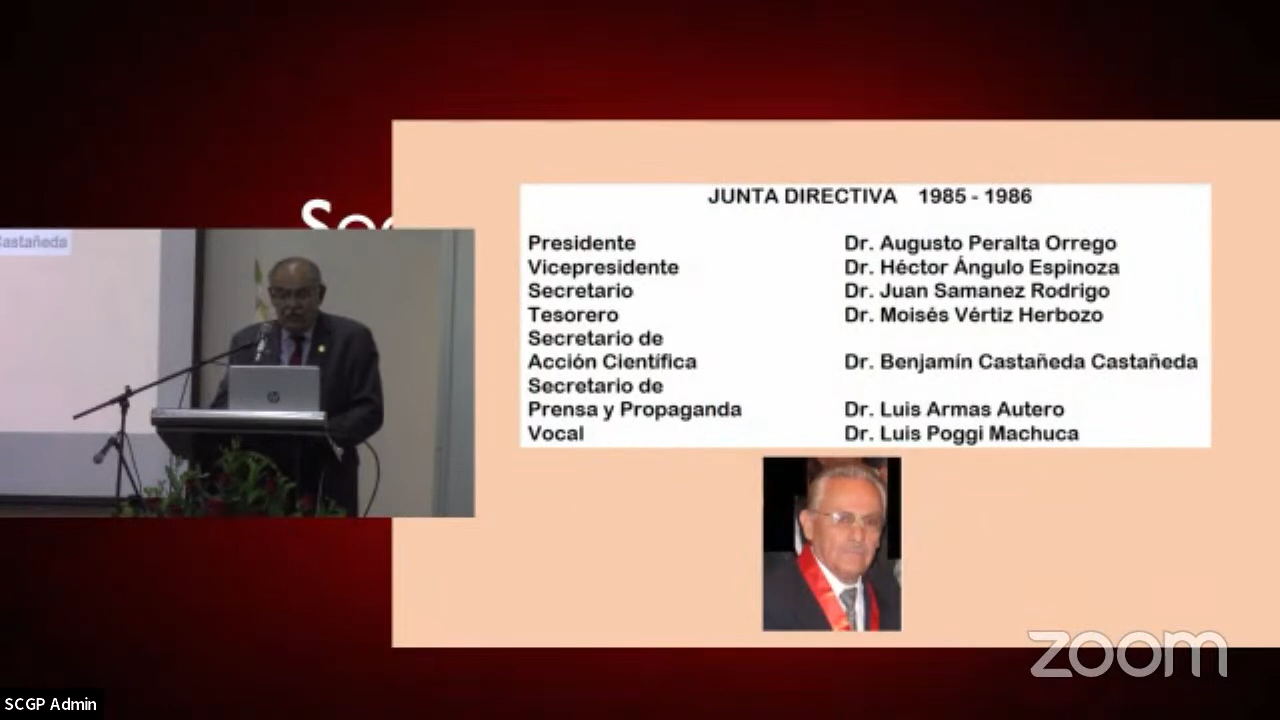 JUNTA DIRECTIVA 1985 - 1986
Presidente Dr. Augusto Peralta Orrego
Vicepresidente Dr. Héctor Ángulo Espinoza
Secretario Dr. Juan Samanez Rodrigo
Tesorero Dr. Moisés Vértiz Herbozo
Secretario de
Acción Científica Dr. Benjamín Castañeda Castañeda
Secretario de
Prensa y Propaganda Dr. Luis Armas Autero
Vocal Dr. Luis Poggi Machuca
astañeda
hp
zoom
SCGP Admin